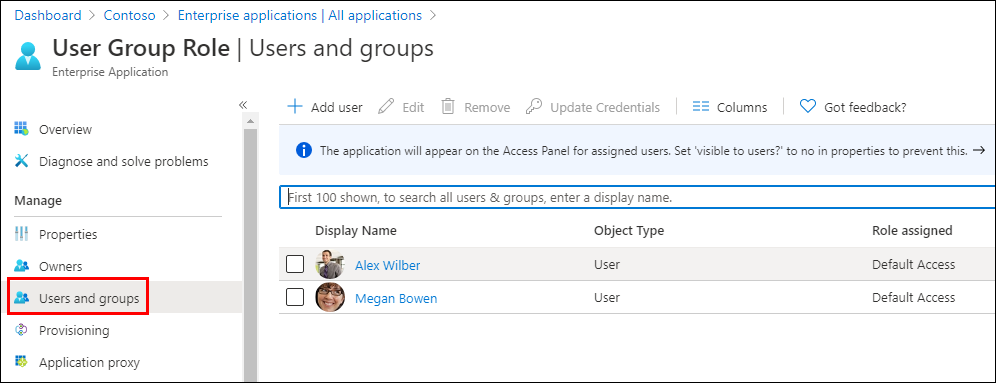 Dashboard > Contoso > Enterprise applications | All applications >
User Group Role | Users and groups
Enterprise Application
«
Overview
Diagnose and solve problems
Manage
Properties
Owners
Users and groups
Provisioning
Application proxy
+ Add user Edit Remove Update Credentials Columns Got feedback?
The application will appear on the Access Panel for assigned users. Set 'visible to users?' to no in properties to prevent this. →
First 100 shown, to search all users & groups, enter a display name.
Display Name Object Type Role assigned
Alex Wilber User Default Access
Megan Bowen User Default Access